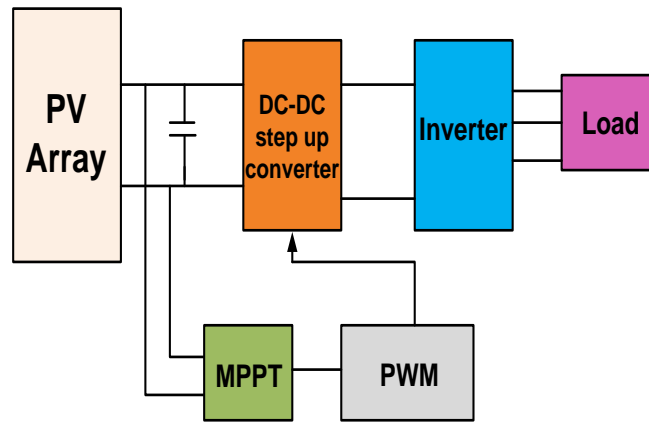 PV
Array
DC-DC
step up
converter
Inverter
Load
MPPT
PWM